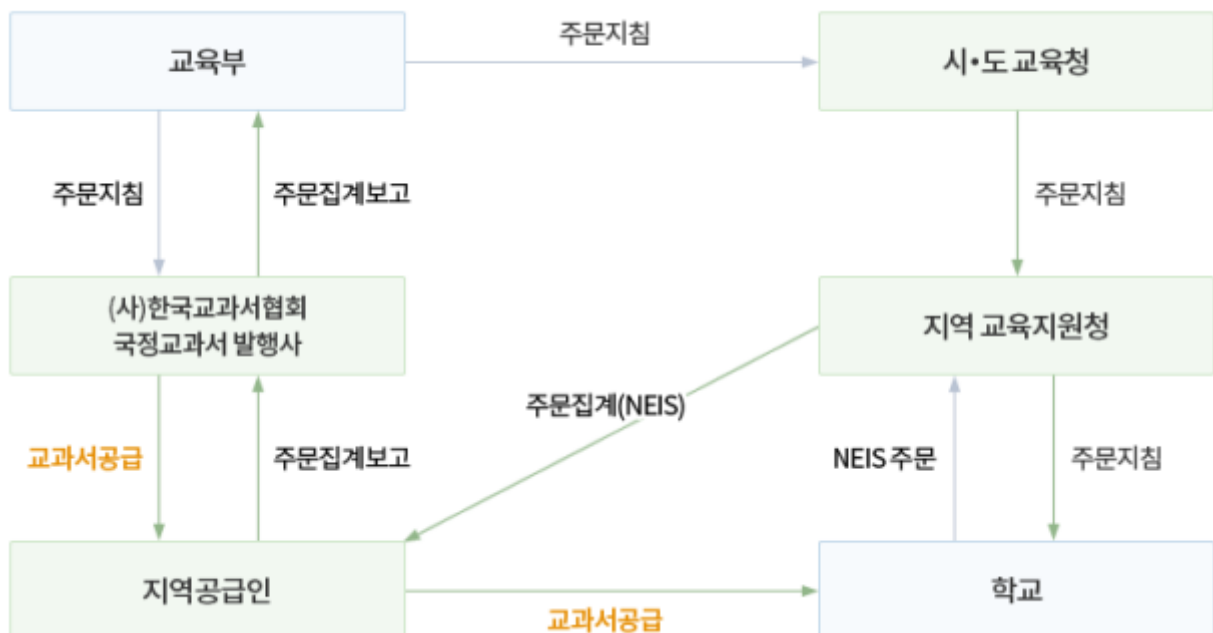 주문지침
교육부
시•도 교육청
주문지침
주문집계보고
주문지침
(사)한국교과서협회
국정교과서 발행사
지역 교육지원청
주문집계(NEIS)
교과서공급
주문집계보고
NEIS 주문
주문지침
지역공급인
학교
교과서공급